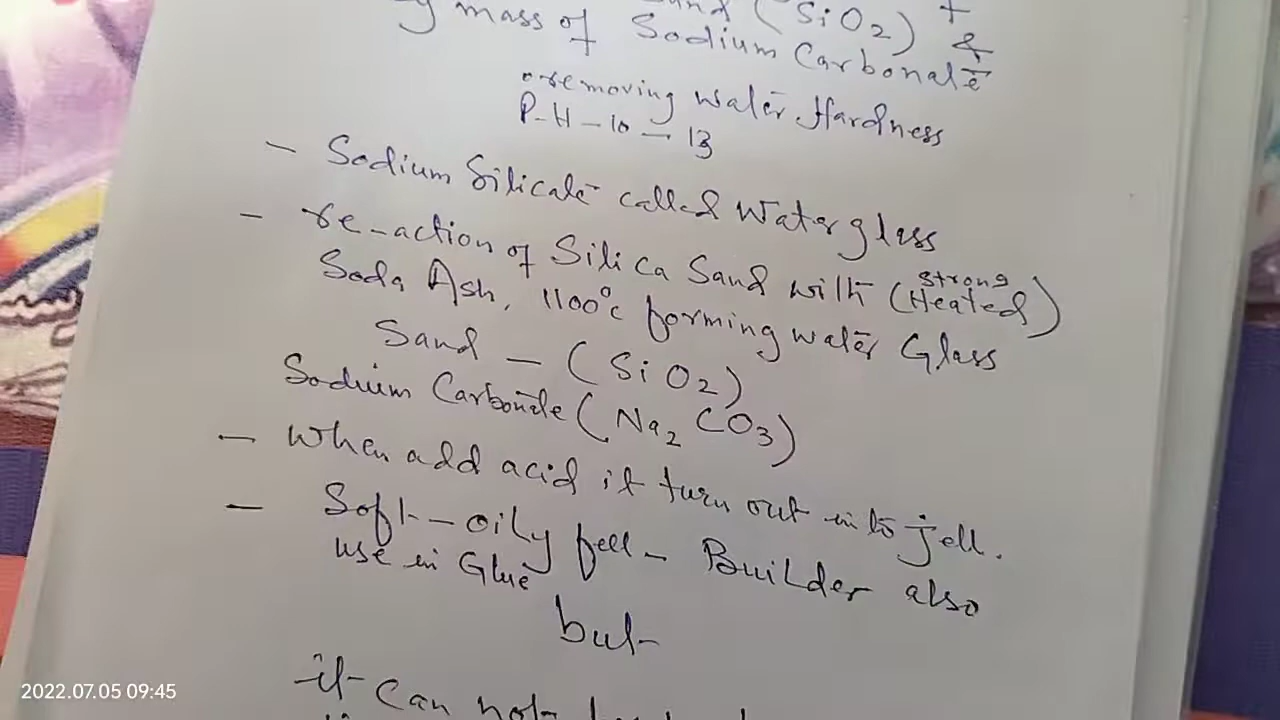 (SiO2) +
mass of Sodium Carbonate &
removing water Hardness
P-H-10-13
- Sodium Silicate called Water glass
- re-action of Silica Sand with (strong Heated)
Soda Ash, 1100°c forming water Glass
Sand - (SiO2)
Sodium Carbonate (Na2 CO3)
- When add acid it turn out into jell.
- Soft-oily feel - Builder also
use in Glue
but
it can not
2022.07.05 09:45